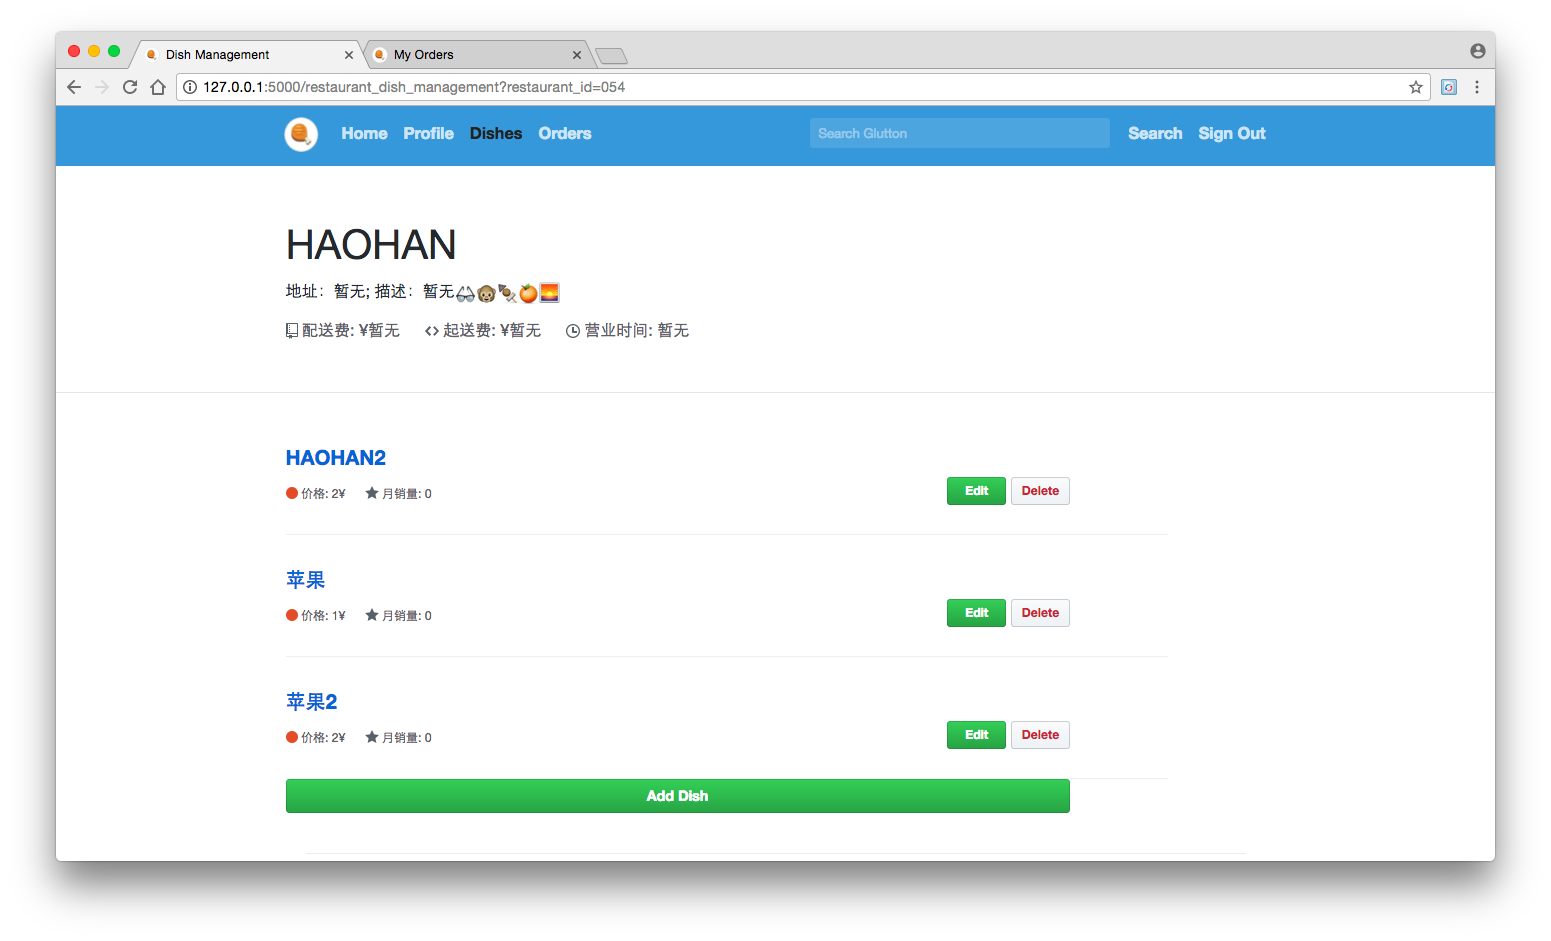 Dish Management
My Orders
127.0.0.1:5000/restaurant_dish_management?restaurant_id=054
Home Profile Dishes Orders Search Glutton Search Sign Out
HAOHAN
地址：暂无; 描述：暂无👓🐵🍢🍊🌅
配送费: ¥暂无 起送费: ¥暂无 营业时间: 暂无
HAOHAN2
价格: 2¥ 月销量: 0 Edit Delete
苹果
价格: 1¥ 月销量: 0 Edit Delete
苹果2
价格: 2¥ 月销量: 0 Edit Delete
Add Dish